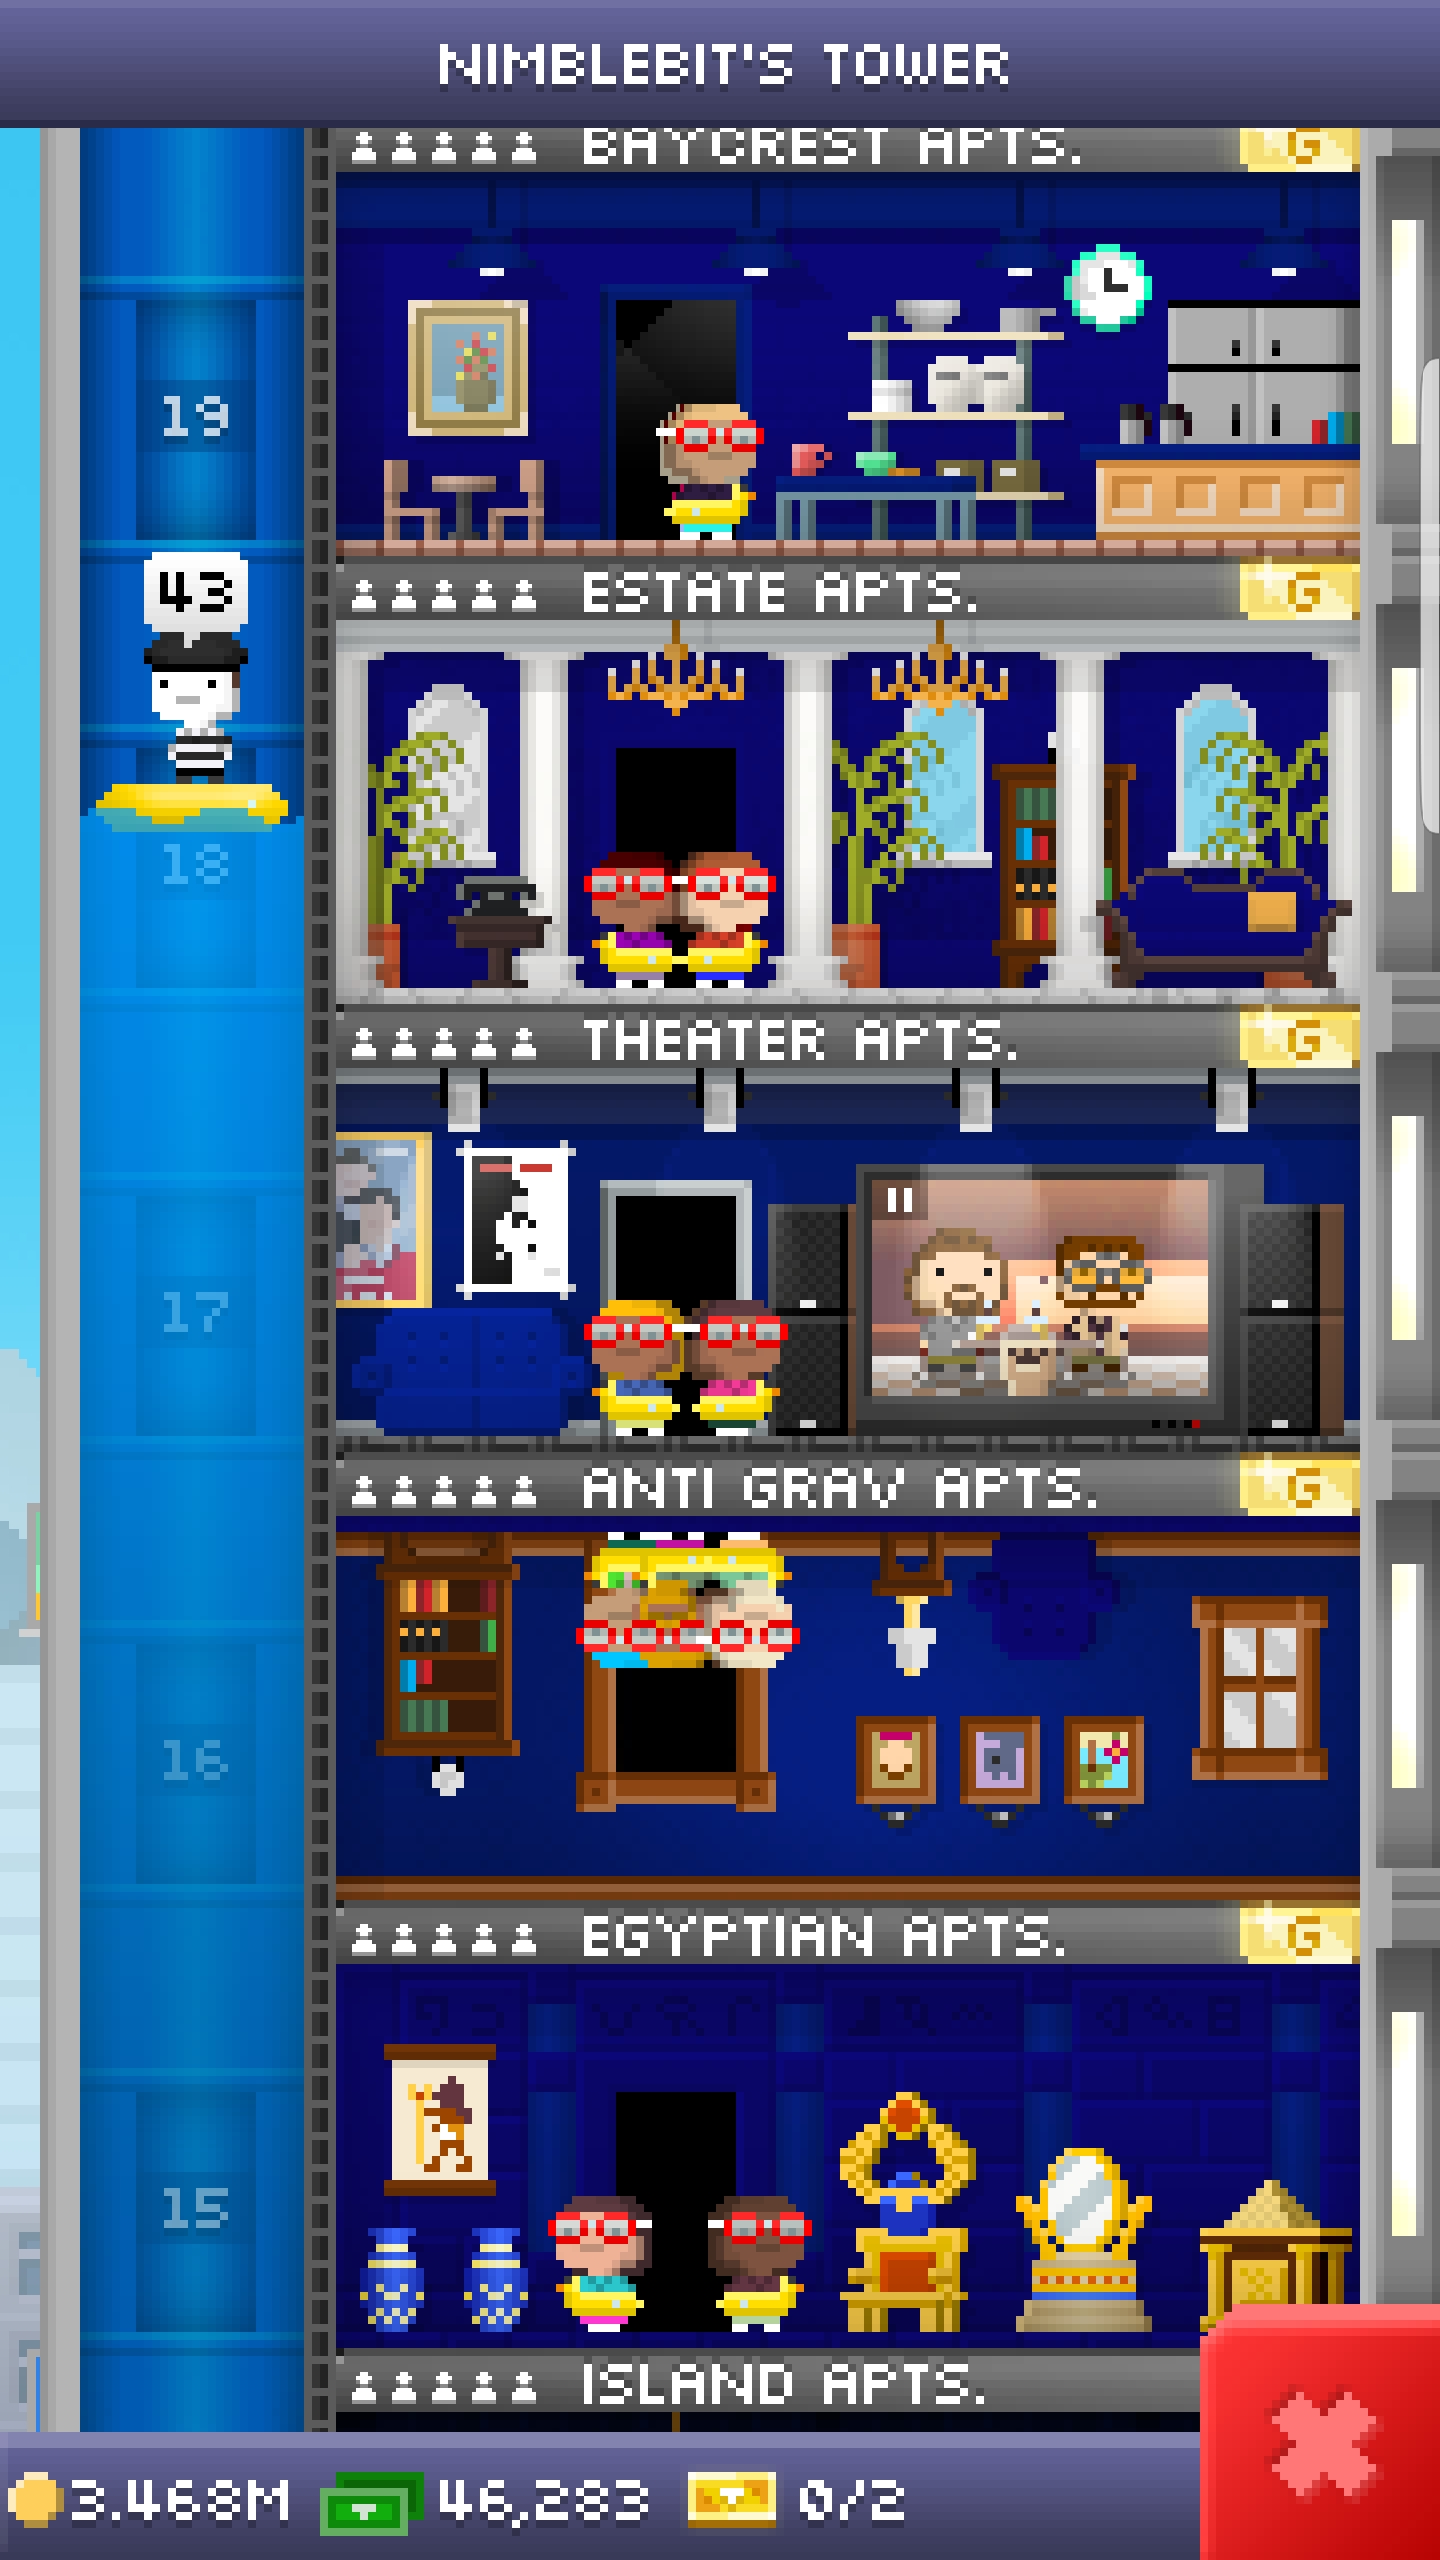 NIMBLEBIT'S TOWER
BAYCREST APTS. G
19
43
ESTATE APTS. G
18
THEATER APTS. G
17
ANTI GRAV APTS. G
16
EGYPTIAN APTS. G
15
ISLAND APTS.
3.468M 46,283 0/2